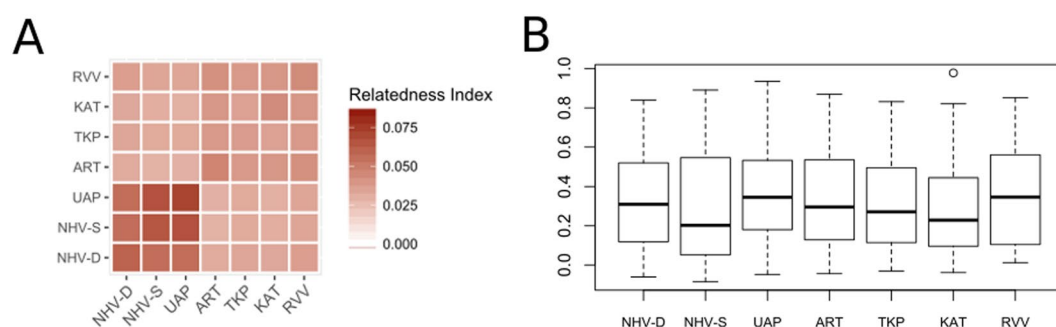 A
RVV
KAT
TKP
ART
UAP
NHV-S
NHV-D
NHV-D NHV-S UAP ART TKP KAT RVV
Relatedness Index
0.075
0.050
0.025
0.000
B
1.0
0.8
0.6
0.4
0.2
0.0
NHV-D NHV-S UAP ART TKP KAT RVV